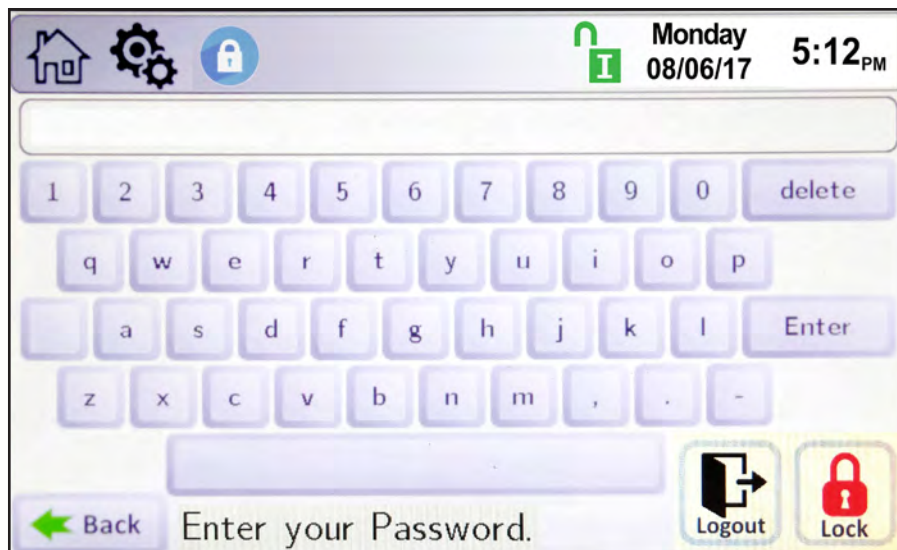 I Monday 08/06/17 5:12PM
1 2 3 4 5 6 7 8 9 0 delete
q w e r t y u i o p
a s d f g h j k l Enter
z x c v b n m , . -
Back Enter your Password. Logout Lock